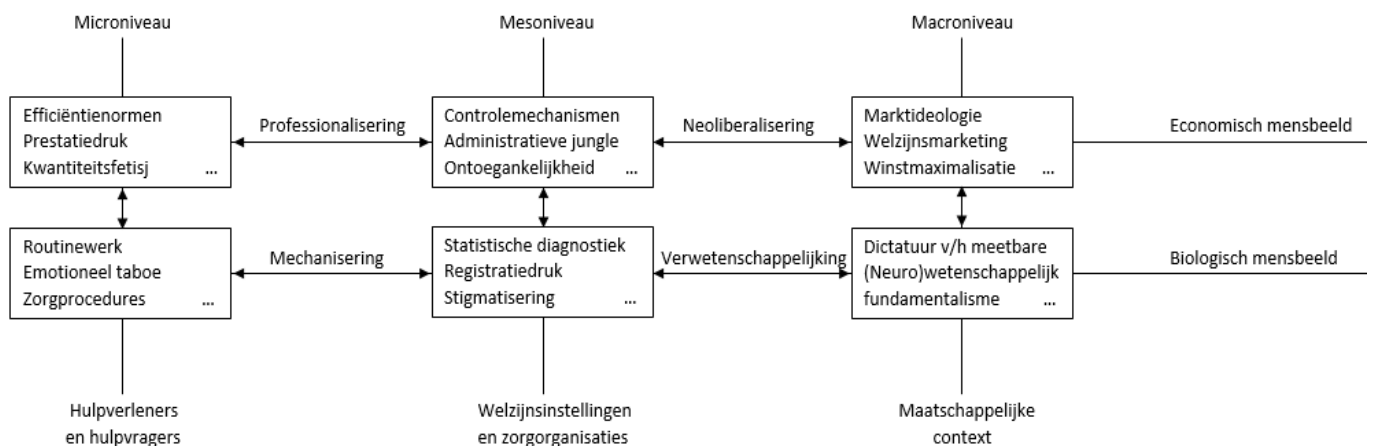 Microniveau
Mesoniveau
Macroniveau
Efficiëntienormen
Prestatiedruk
Kwantiteitsfetisj ...
Professionalisering
Controlemechanismen
Administratieve jungle
Ontoegankelijkheid ...
Neoliberalisering
Marktideologie
Welzijnsmarketing
Winstmaximalisatie ...
Economisch mensbeeld
Routinewerk
Emotioneel taboe
Zorgprocedures ...
Mechanisering
Statistische diagnostiek
Registratiedruk
Stigmatisering ...
Verwetenschappelijking
Dictatuur v/h meetbare
(Neuro)wetenschappelijk
fundamentalisme ...
Biologisch mensbeeld
Hulpverleners
en hulpvragers
Welzijnsinstellingen
en zorgorganisaties
Maatschappelijke
context